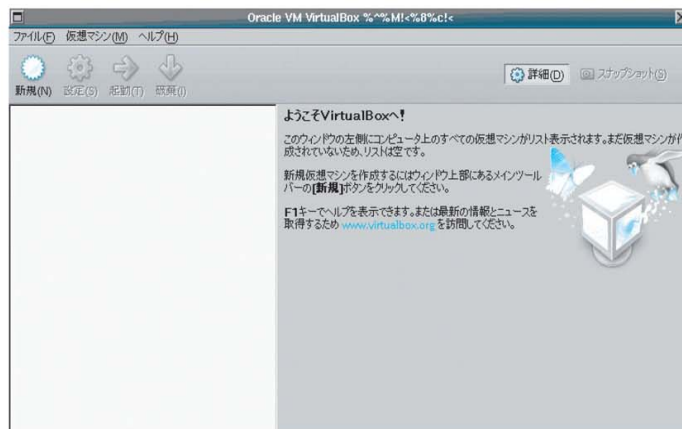 Oracle VM VirtualBox %^%M!<%8%c!<
ファイル(F) 仮想マシン(M) ヘルプ(H)
新規(N) 設定(S) 起動(T) 破棄(I)
詳細(D) スナップショット(S)
ようこそVirtualBoxへ!
このウィンドウの左側にコンピュータ上のすべての仮想マシンがリスト表示されます。まだ仮想マシンが作
成されていないため、リストは空です。
新規仮想マシンを作成するにはウィンドウ上部にあるメインツール
バーの[新規]ボタンをクリックしてください。
F1キーでヘルプを表示できます。または最新の情報とニュースを
取得するため www.virtualbox.org を訪問してください。